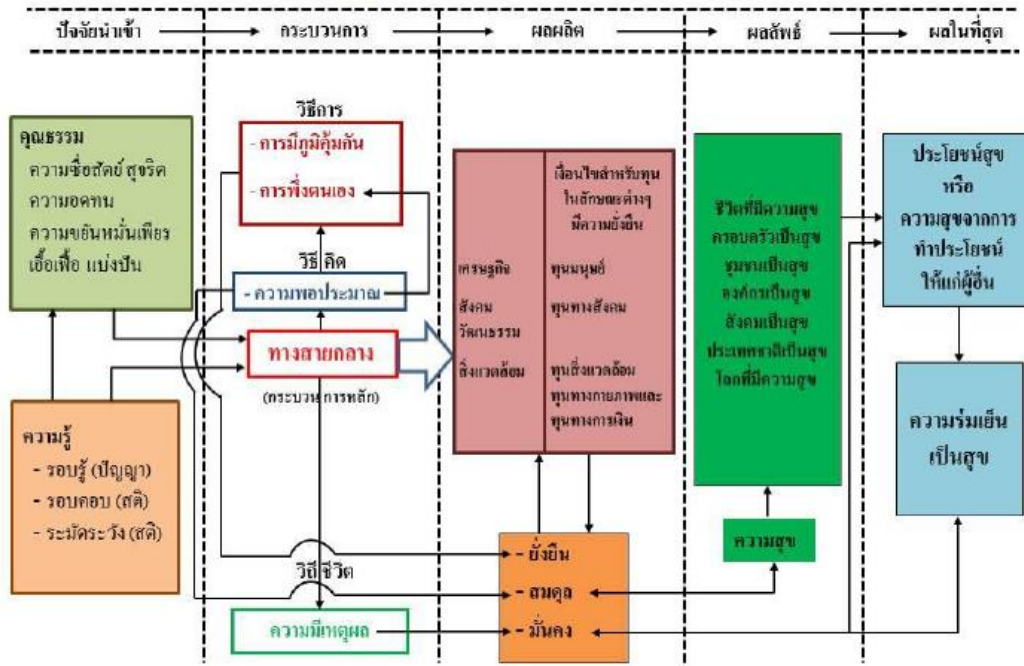 ปัจจัยนำเข้า
กระบวนการ
ผลผลิต
ผลลัพธ์
ผลในที่สุด
คุณธรรม
ความซื่อสัตย์ สุจริต
ความอดทน
ความขยันหมั่นเพียร
เอื้อเฟื้อ แบ่งปัน
ความรู้
- รอบรู้ (ปัญญา)
- รอบคอบ (สติ)
- ระมัดระวัง (สติ)
วิธีการ
- การมีภูมิคุ้มกัน
- การพึ่งตนเอง
วิธีคิด
- ความพอประมาณ
ทางสายกลาง
(กระบวนการหลัก)
วิถีชีวิต
ความมีเหตุผล
เศรษฐกิจ
สังคม
วัฒนธรรม
สิ่งแวดล้อม
เงื่อนไขสำหรับทุน
ในลักษณะต่างๆ
มีความยั่งยืน
ทุนมนุษย์
ทุนทางสังคม
ทุนสิ่งแวดล้อม
ทุนทางกายภาพและ
ทุนทางการเงิน
- ยั่งยืน
- สมดุล
- มั่นคง
ชีวิตที่มีความสุข
ครอบครัวเป็นสุข
ชุมชนเป็นสุข
องค์กรเป็นสุข
สังคมเป็นสุข
ประเทศชาติเป็นสุข
โลกที่มีความสุข
ความสุข
ประโยชน์สุข
หรือ
ความสุขจากการ
ทำประโยชน์
ให้แก่ผู้อื่น
ความร่มเย็น
เป็นสุข